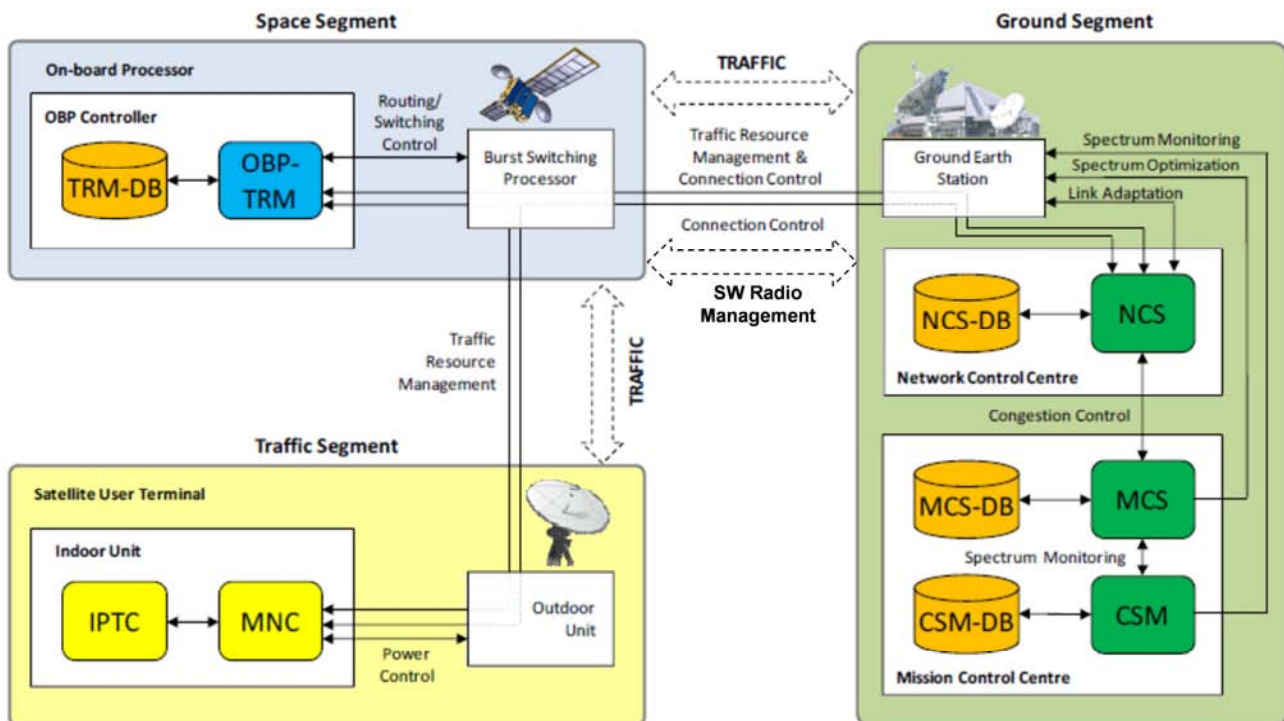 Space Segment
Ground Segment
On-board Processor
OBP Controller
TRM-DB
OBP-
TRM
Routing/
Switching
Control
Burst Switching
Processor
TRAFFIC
Traffic Resource
Management &
Connection Control
Connection Control
SW Radio
Management
Ground Earth
Station
Spectrum Monitoring
Spectrum Optimization
Link Adaptation
NCS-DB
NCS
Network Control Centre
Congestion Control
MCS-DB
MCS
Spectrum Monitoring
CSM-DB
CSM
Mission Control Centre
Traffic
Resource
Management
TRAFFIC
Traffic Segment
Satellite User Terminal
Indoor Unit
IPTC
MNC
Power
Control
Outdoor
Unit